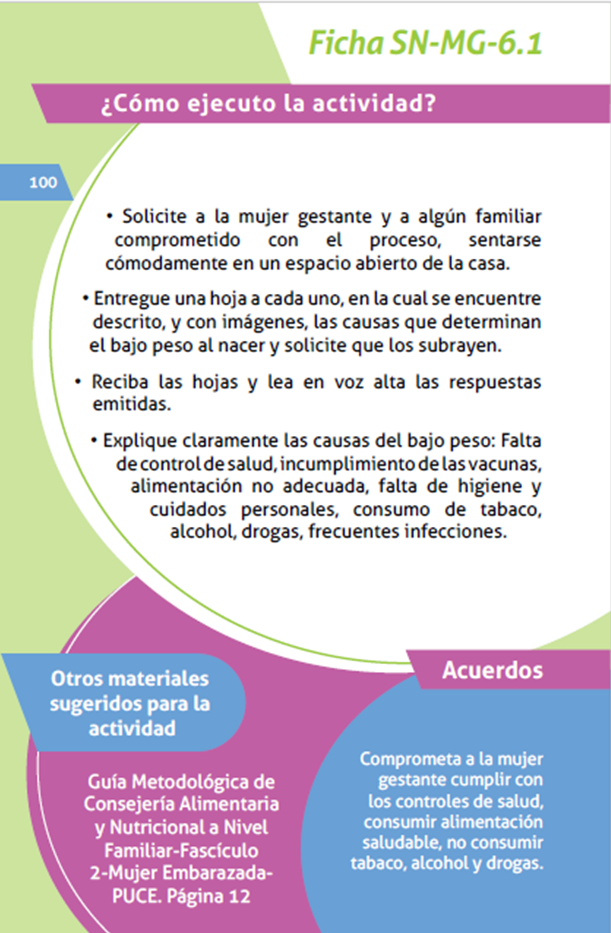 Ficha SN-MG-6.1
¿Cómo ejecuto la actividad?
100
• Solicite a la mujer gestante y a algún familiar
comprometido con el proceso, sentarse
cómodamente en un espacio abierto de la casa.
• Entregue una hoja a cada uno, en la cual se encuentre
descrito, y con imágenes, las causas que determinan
el bajo peso al nacer y solicite que los subrayen.
• Reciba las hojas y lea en voz alta las respuestas
emitidas.
• Explique claramente las causas del bajo peso: Falta
de control de salud, incumplimiento de las vacunas,
alimentación no adecuada, falta de higiene y
cuidados personales, consumo de tabaco,
alcohol, drogas, frecuentes infecciones.
Otros materiales
sugeridos para la
actividad
Guía Metodológica de
Consejería Alimentaria
y Nutricional a Nivel
Familiar-Fascículo
2-Mujer Embarazada-
PUCE. Página 12
Acuerdos
Comprometa a la mujer
gestante cumplir con
los controles de salud,
consumir alimentación
saludable, no consumir
tabaco, alcohol y drogas.